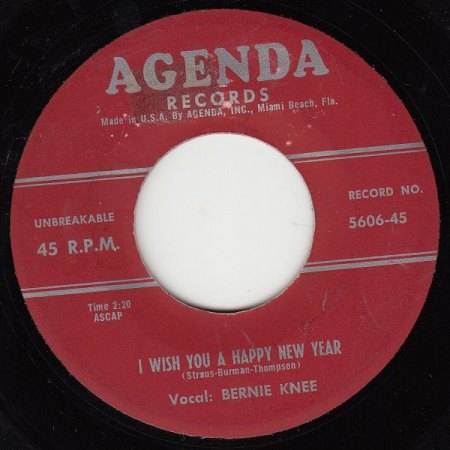 AGENDA
RECORDS
Made in U.S.A. By AGENDA, INC., Miami Beach, Fla.
UNBREAKABLE
45 R.P.M.
RECORD NO.
5606-45
Time 2:20
ASCAP
I WISH YOU A HAPPY NEW YEAR
(Straus-Burman-Thompson)
Vocal: BERNIE KNEE